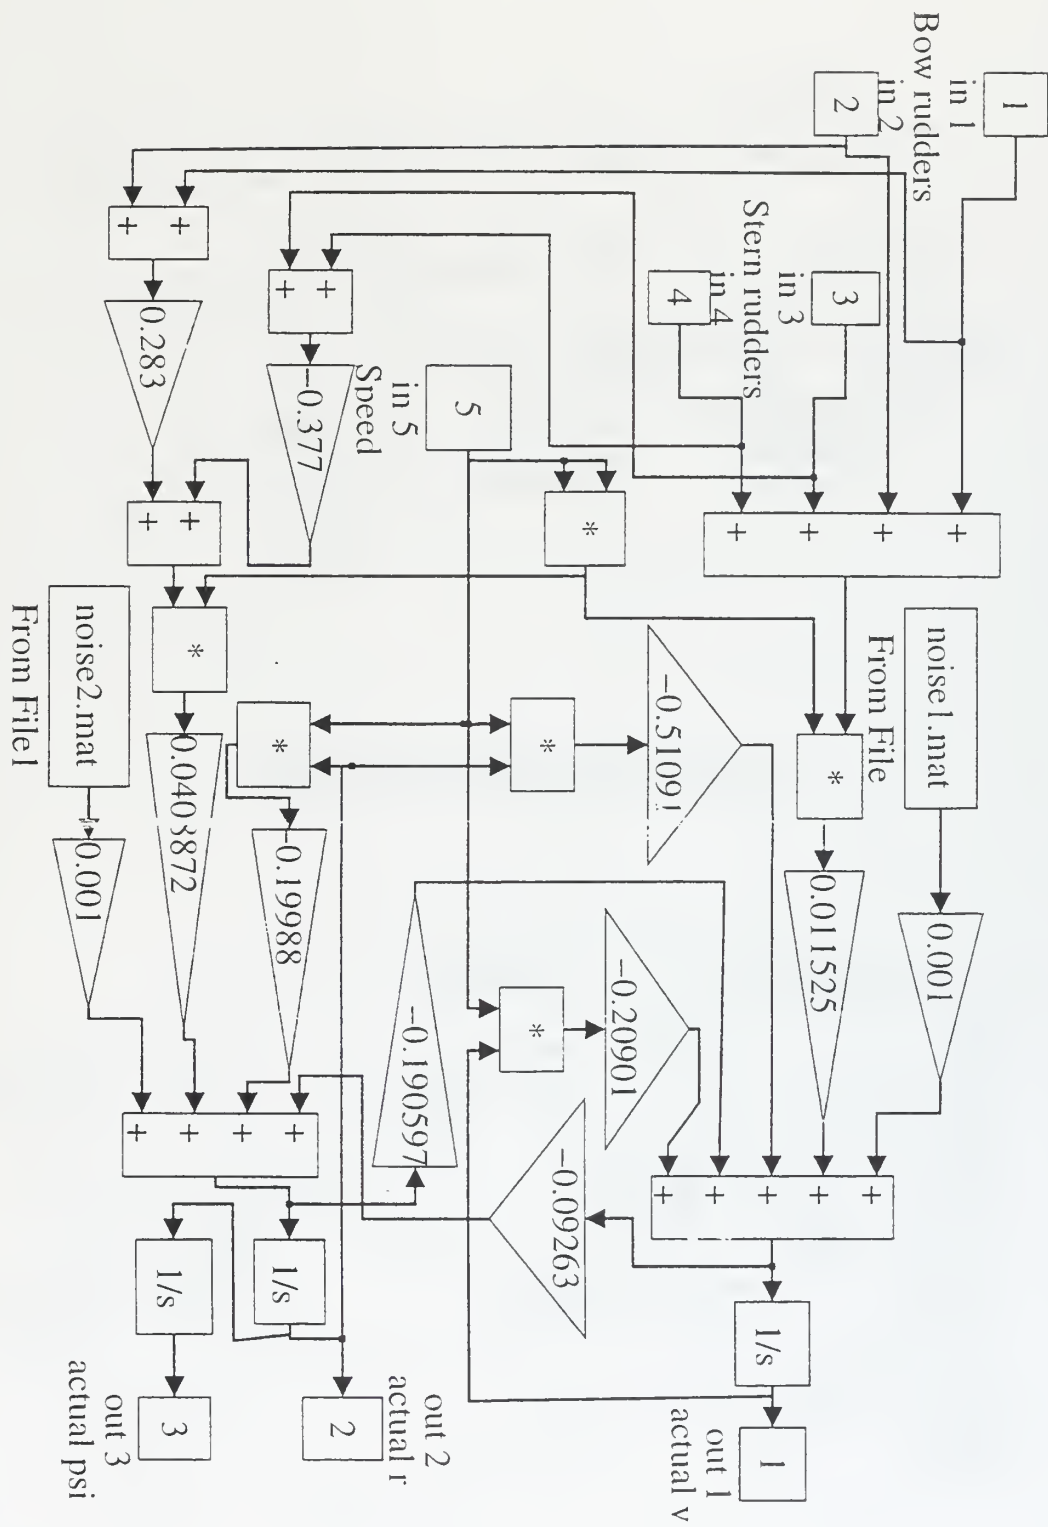 1
in 1
Bow rudders
in 2
2
+
+
+
+
noise1.mat
From File
0.001
*
0.011525
3
in 3
Stern rudders
in 4
4
*
-0.51091
*
-0.20901
+
+
+
+
+
1/s
1
out 1
actual v
-0.09263
5
in 5
Speed
*
-0.190597
+
+
-0.377
*
-0.19988
1/s
2
out 2
actual r
+
+
0.283
+
+
*
+
+
+
+
1/s
3
out 3
actual psi
noise2.mat
From File1
0.001